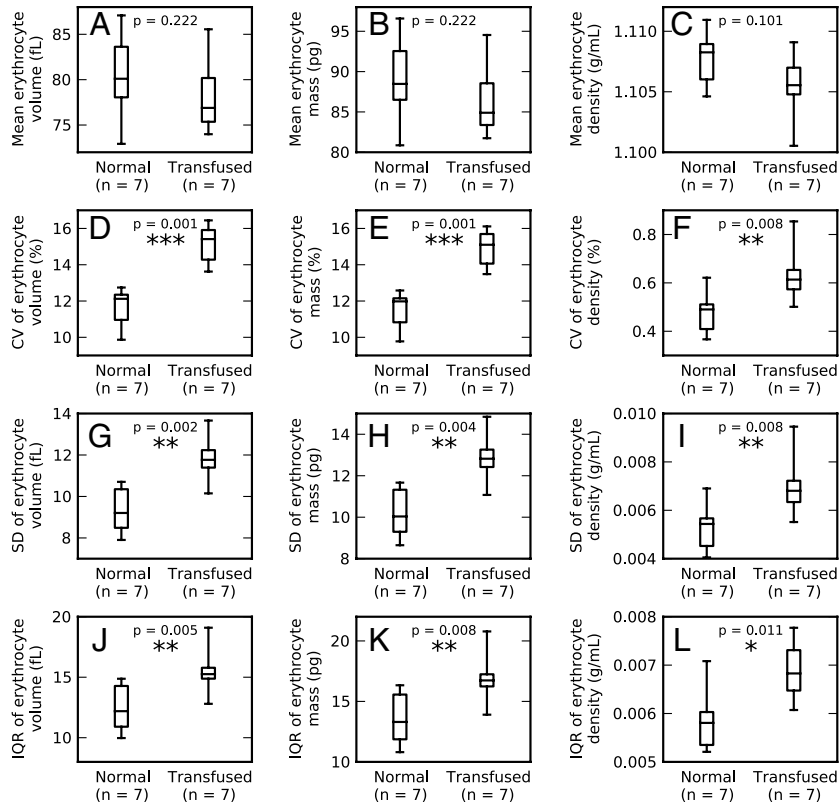 A
p = 0.222
Mean erythrocyte
volume (fL)
85
80
75
Normal
(n = 7)
Transfused
(n = 7)
B
p = 0.222
Mean erythrocyte
mass (pg)
95
90
85
80
Normal
(n = 7)
Transfused
(n = 7)
C
p = 0.101
Mean erythrocyte
density (g/mL)
1.110
1.105
1.100
Normal
(n = 7)
Transfused
(n = 7)
D
p = 0.001
***
CV of erythrocyte
volume (%)
16
14
12
10
Normal
(n = 7)
Transfused
(n = 7)
E
p = 0.001
***
CV of erythrocyte
mass (%)
16
14
12
10
Normal
(n = 7)
Transfused
(n = 7)
F
p = 0.008
**
CV of erythrocyte
density (%)
0.8
0.6
0.4
Normal
(n = 7)
Transfused
(n = 7)
G
p = 0.002
**
SD of erythrocyte
volume (fL)
14
12
10
8
Normal
(n = 7)
Transfused
(n = 7)
H
p = 0.004
**
SD of erythrocyte
mass (pg)
14
12
10
8
Normal
(n = 7)
Transfused
(n = 7)
I
p = 0.008
**
SD of erythrocyte
density (g/mL)
0.010
0.008
0.006
0.004
Normal
(n = 7)
Transfused
(n = 7)
J
p = 0.005
**
IQR of erythrocyte
volume (fL)
20
15
10
Normal
(n = 7)
Transfused
(n = 7)
K
p = 0.008
**
IQR of erythrocyte
mass (pg)
20
15
10
Normal
(n = 7)
Transfused
(n = 7)
L
p = 0.011
*
IQR of erythrocyte
density (g/mL)
0.008
0.007
0.006
0.005
Normal
(n = 7)
Transfused
(n = 7)